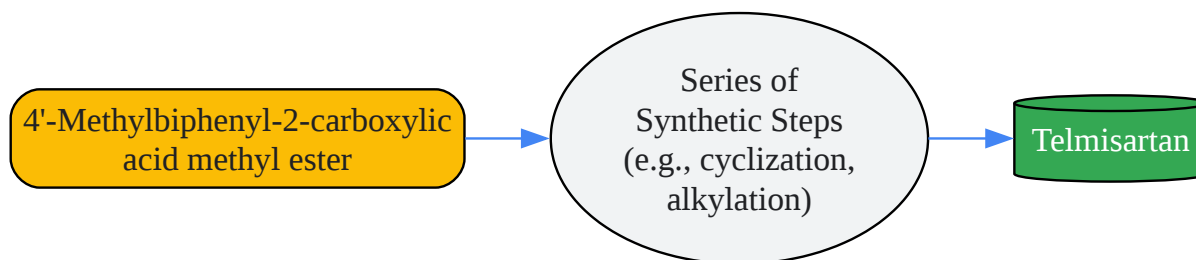 4'-Methylbiphenyl-2-carboxylic
acid methyl ester
Series of
Synthetic Steps
(e.g., cyclization,
alkylation)
Telmisartan